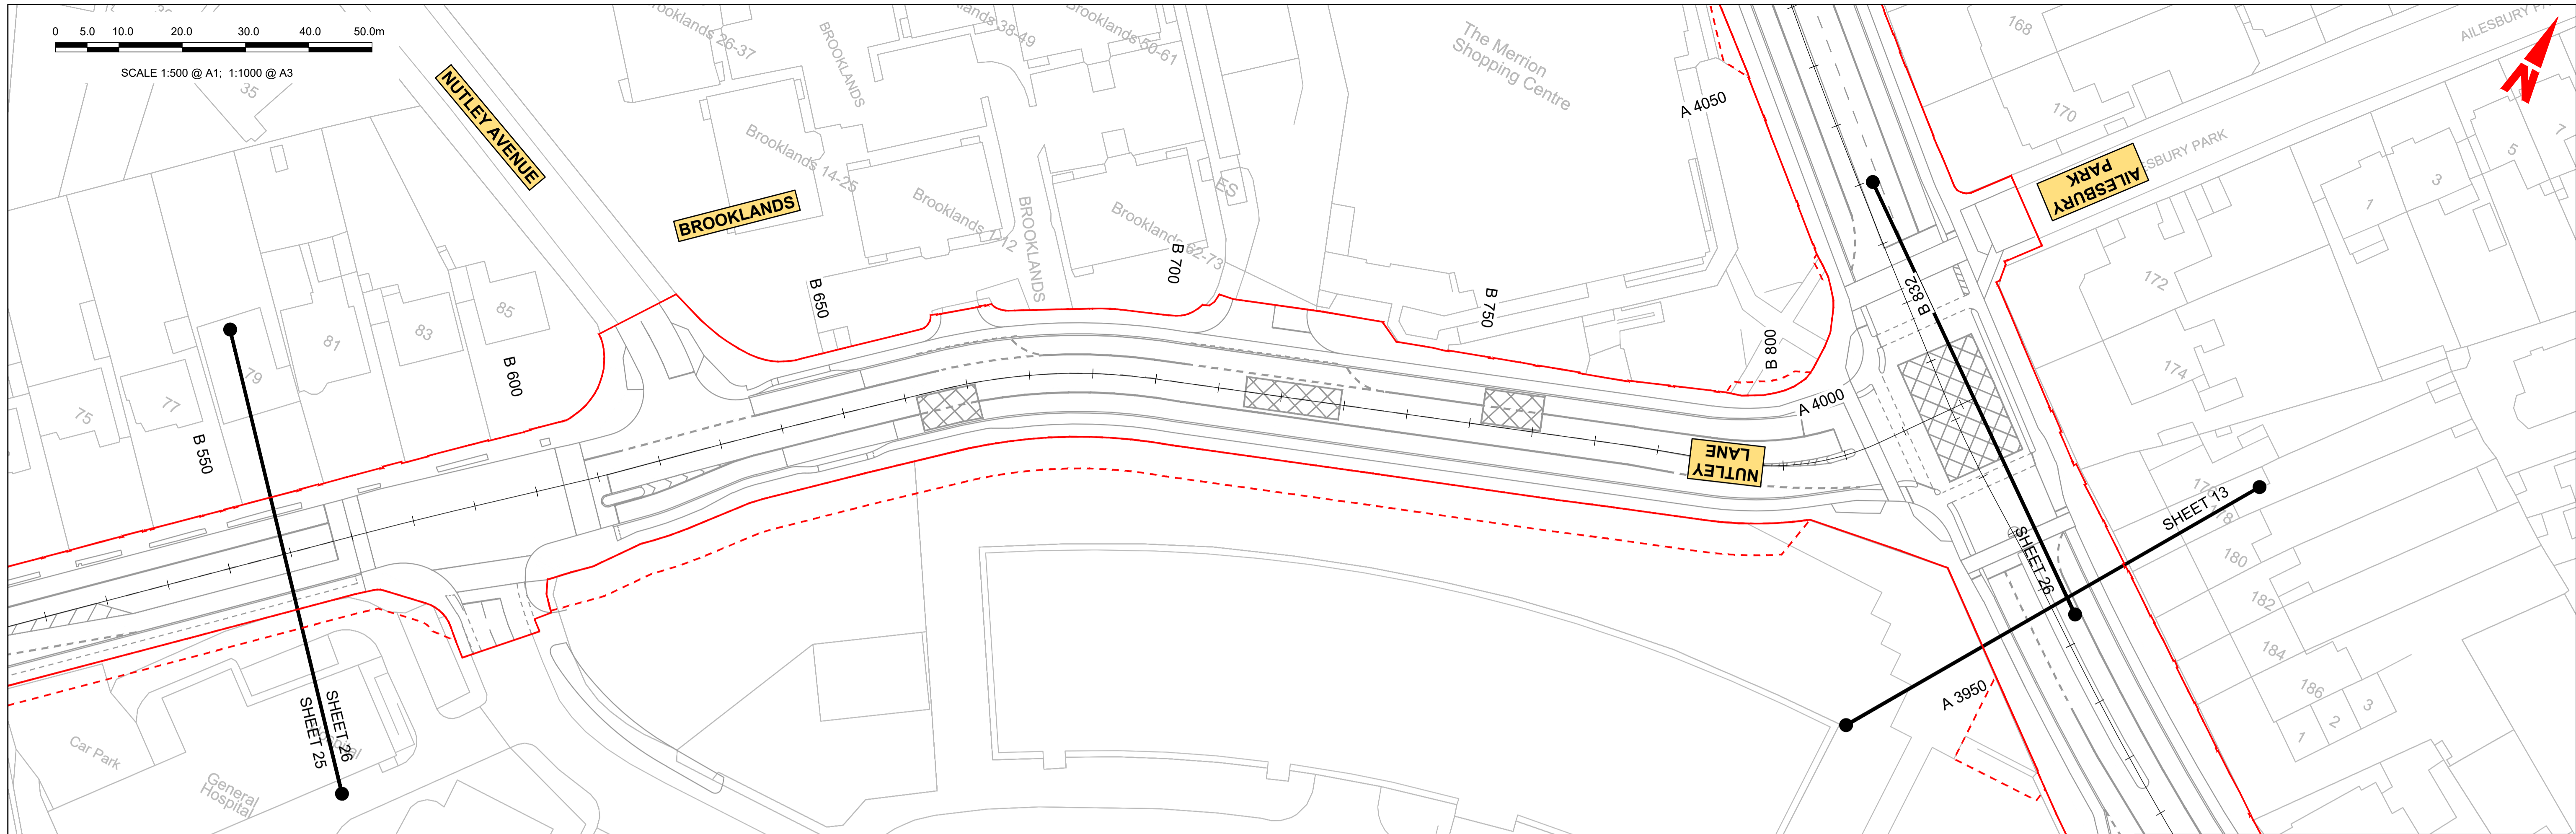 0 5.0 10.0 20.0 30.0 40.0 50.0m
SCALE 1:500 @ A1; 1:1000 @ A3
35
NUTLEY AVENUE
Brooklands 26-37
BROOKLANDS
Brooklands 50-61
The Merrion
Shopping Centre
A 4050
168
170
AILESBURY
N
AILESBURY
PARK
5
7
3
1
Brooklands 14-25
BROOKLANDS
Brooklands 1-12
BROOKLANDS
ES
Brooklands 62-73
B 650
B 700
B 750
B 800
B 832
172
174
75
77
79
81
83
85
B 550
B 600
A 4000
NUTLEY
LANE
SHEET 26
SHEET 13
178
180
182
184
186
1
2
3
A 3950
SHEET 25
SHEET 26
Car Park
General
Hospital